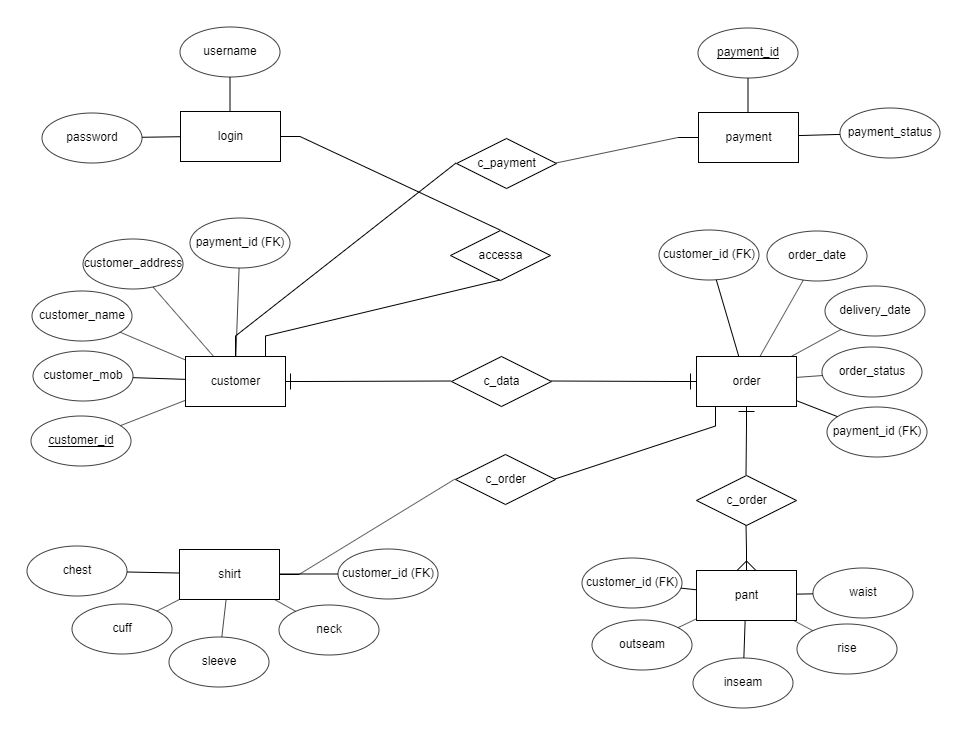 username
payment_id
password
login
payment
payment_status
c_payment
payment_id (FK)
customer_address
accessa
customer_id (FK)
order_date
customer_name
delivery_date
customer_mob
customer
c_data
order
order_status
customer_id
payment_id (FK)
c_order
c_order
chest
shirt
customer_id (FK)
customer_id (FK)
pant
waist
cuff
neck
sleeve
outseam
rise
inseam